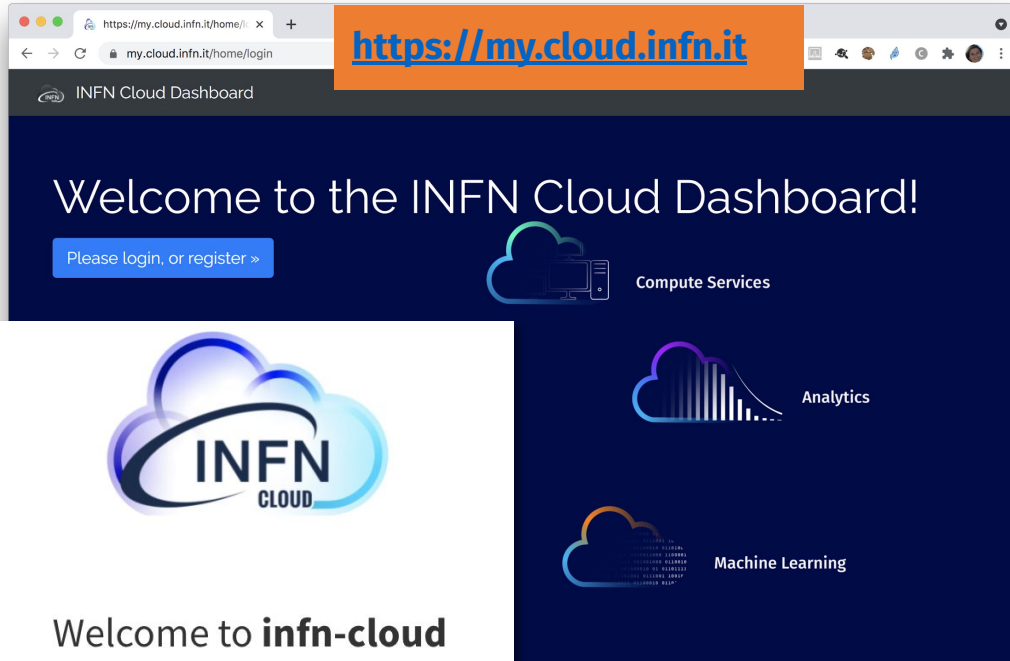 https://my.cloud.infn.it/home/l
https://my.cloud.infn.it
my.cloud.infn.it/home/login
INFN Cloud Dashboard
Welcome to the INFN Cloud Dashboard!
Please login, or register »
Compute Services
Analytics
Machine Learning
INFN
CLOUD
Welcome to infn-cloud